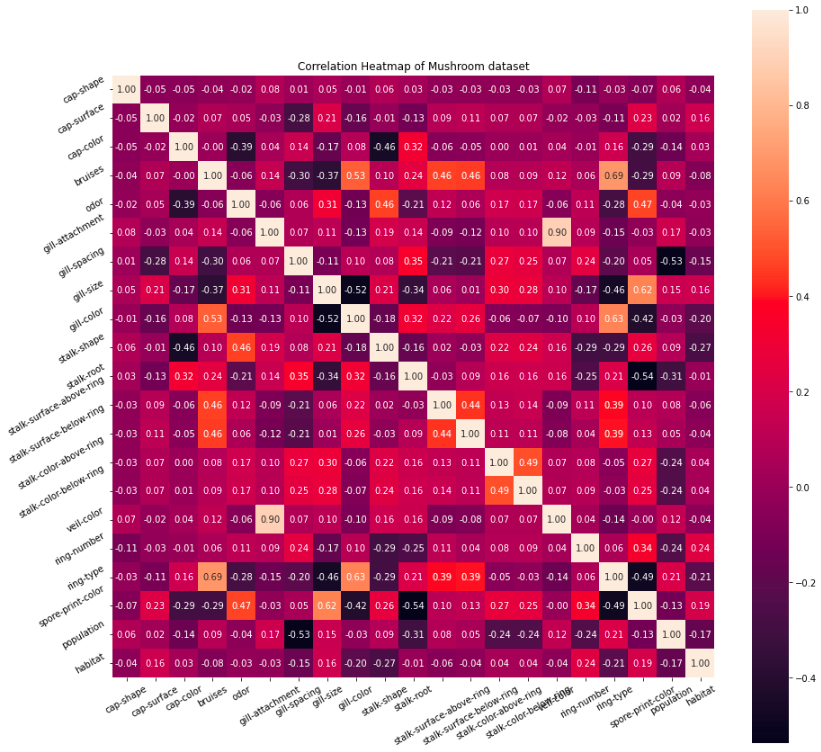 Correlation Heatmap of Mushroom dataset
cap-shape 1.00 -0.05 -0.05 -0.04 -0.02 0.08 0.01 0.05 -0.01 0.06 0.03 -0.03 -0.03 -0.03 -0.03 0.07 -0.11 -0.03 -0.07 0.06 -0.04
cap-surface -0.05 1.00 -0.02 0.07 0.05 -0.03 -0.28 0.21 -0.16 -0.01 -0.13 0.09 0.11 0.07 0.07 -0.02 -0.03 -0.11 0.23 0.02 0.16
cap-color -0.05 -0.02 1.00 -0.00 -0.39 0.04 0.14 -0.17 0.08 -0.46 0.32 -0.06 -0.05 0.00 0.01 0.04 -0.01 0.16 -0.29 -0.14 0.03
bruises -0.04 0.07 -0.00 1.00 -0.06 0.14 -0.30 -0.37 0.53 0.10 0.24 0.46 0.46 0.08 0.09 0.12 0.06 0.69 -0.29 0.09 -0.08
odor -0.02 0.05 -0.39 -0.06 1.00 -0.06 0.06 0.31 -0.13 0.46 -0.21 0.12 0.06 0.17 0.17 -0.06 0.11 -0.28 0.47 -0.04 -0.03
gill-attachment 0.08 -0.03 0.04 0.14 -0.06 1.00 0.07 0.11 -0.13 0.19 0.14 -0.09 -0.12 0.10 0.10 0.90 0.09 -0.15 -0.03 0.17 -0.03
gill-spacing 0.01 -0.28 0.14 -0.30 0.06 0.07 1.00 -0.11 0.10 0.08 0.35 -0.21 -0.21 0.27 0.25 0.07 0.24 -0.20 0.05 -0.53 -0.15
gill-size 0.05 0.21 -0.17 -0.37 0.31 0.11 -0.11 1.00 -0.52 0.21 -0.34 0.06 0.01 0.30 0.28 0.10 -0.17 -0.46 0.62 0.15 0.16
gill-color -0.01 -0.16 0.08 0.53 -0.13 -0.13 0.10 -0.52 1.00 -0.18 0.32 0.22 0.26 -0.06 -0.07 -0.10 0.10 0.63 -0.42 -0.03 -0.20
stalk-shape 0.06 -0.01 -0.46 0.10 0.46 0.19 0.08 0.21 -0.18 1.00 -0.16 0.02 -0.03 0.22 0.24 0.16 -0.29 -0.29 0.26 0.09 -0.27
stalk-root 0.03 -0.13 0.32 0.24 -0.21 0.14 0.35 -0.34 0.32 -0.16 1.00 -0.03 0.09 0.16 0.16 0.16 -0.25 0.21 -0.54 -0.31 -0.01
stalk-surface-above-ring -0.03 0.09 -0.06 0.46 0.12 -0.09 -0.21 0.06 0.22 0.02 -0.03 1.00 0.44 0.13 0.14 -0.09 0.11 0.39 0.10 0.08 -0.06
stalk-surface-below-ring -0.03 0.11 -0.05 0.46 0.06 -0.12 -0.21 0.01 0.26 -0.03 0.09 0.44 1.00 0.11 0.11 -0.08 0.04 0.39 0.13 0.05 -0.04
stalk-color-above-ring -0.03 0.07 0.00 0.08 0.17 0.10 0.27 0.30 -0.06 0.22 0.16 0.13 0.11 1.00 0.49 0.07 0.08 -0.05 0.27 -0.24 0.04
stalk-color-below-ring -0.03 0.07 0.01 0.09 0.17 0.10 0.25 0.28 -0.07 0.24 0.16 0.14 0.11 0.49 1.00 0.07 0.09 -0.03 0.25 -0.24 0.04
veil-color 0.07 -0.02 0.04 0.12 -0.06 0.90 0.07 0.10 -0.10 0.16 0.16 -0.09 -0.08 0.07 0.07 1.00 0.04 -0.14 -0.00 0.12 -0.04
ring-number -0.11 -0.03 -0.01 0.06 0.11 0.09 0.24 -0.17 0.10 -0.29 -0.25 0.11 0.04 0.08 0.09 0.04 1.00 0.06 0.34 -0.24 0.24
ring-type -0.03 -0.11 0.16 0.69 -0.28 -0.15 -0.20 -0.46 0.63 -0.29 0.21 0.39 0.39 -0.05 -0.03 -0.14 0.06 1.00 -0.49 0.21 -0.21
spore-print-color -0.07 0.23 -0.29 -0.29 0.47 -0.03 0.05 0.62 -0.42 0.26 -0.54 0.10 0.13 0.27 0.25 -0.00 0.34 -0.49 1.00 -0.13 0.19
population 0.06 0.02 -0.14 0.09 -0.04 0.17 -0.53 0.15 -0.03 0.09 -0.31 0.08 0.05 -0.24 -0.24 0.12 -0.24 0.21 -0.13 1.00 -0.17
habitat -0.04 0.16 0.03 -0.08 -0.03 -0.03 -0.15 0.16 -0.20 -0.27 -0.01 -0.06 -0.04 0.04 0.04 -0.04 0.24 -0.21 0.19 -0.17 1.00
cap-shape cap-surface cap-color bruises odor gill-attachment gill-spacing gill-size gill-color stalk-shape stalk-root stalk-surface-above-ring stalk-surface-below-ring stalk-color-above-ring stalk-color-below-ring veil-color ring-number ring-type spore-print-color population habitat
1.0
0.8
0.6
0.4
0.2
0.0
−0.2
−0.4